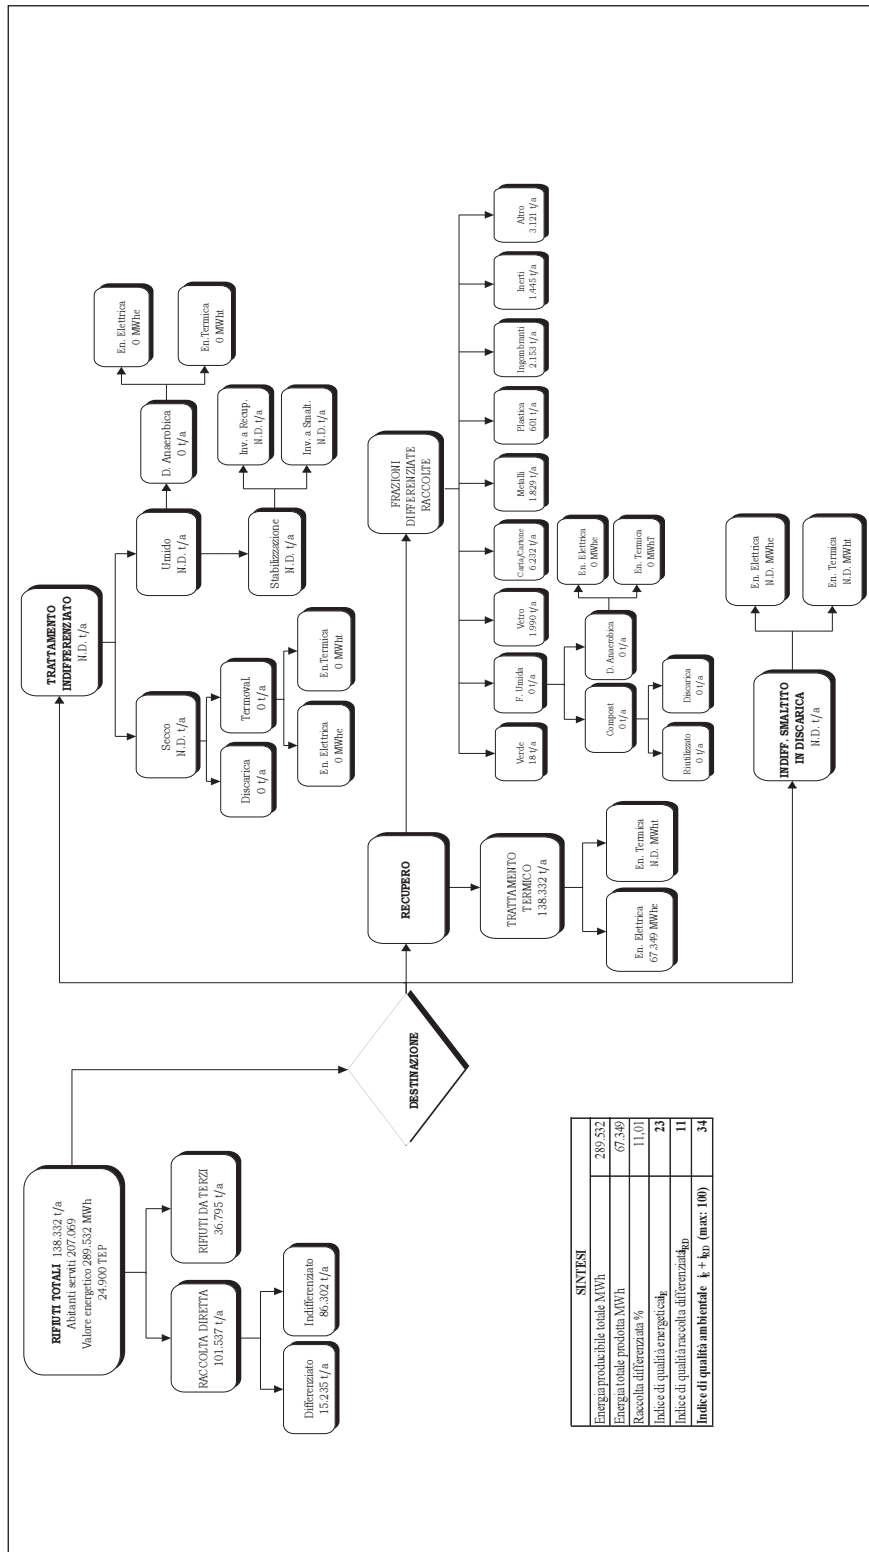 RIFIUTI TOTALI 138.332 t/a
Abitanti serviti 207.069
Valore energetico 289.532 MWh
24.900 TEP
RACCOLTA DIRETTA
101.537 t/a
RIFIUTI DA TERZI
36.795 t/a
Differenziato
15.235 t/a
Indifferenziato
86.302 t/a
DESTINAZIONE
TRATTAMENTO
INDIFFERENZIATO
N.D. t/a
Secco
N.D. t/a
Umido
N.D. t/a
Discarica
0 t/a
Termoval.
0 t/a
En. Elettrica
0 MWhe
En.Termica
0 MWht
Stabilizzazione
N.D. t/a
D. Anaerobica
0 t/a
Inv. a Recup.
N.D. t/a
Inv. a Smalt.
N.D. t/a
En. Elettrica
0 MWhe
En.Termica
0 MWht
RECUPERO
TRATTAMENTO
TERMICO
138.332 t/a
En. Elettrica
67.349 MWhe
En. Termica
N.D. MWht
FRAZIONI
DIFFERENZIATE
RACCOLTE
Verde
18 t/a
F. Umida
0 t/a
Vetro
1.990 t/a
Carta/Cartone
6.232 t/a
Metalli
1.829 t/a
Plastica
601 t/a
Ingombranti
2.153 t/a
Inerti
1.445 t/a
Altro
3.121 t/a
Compost
0 t/a
D. Anaerobica
0 t/a
Riutilizzato
0 t/a
Discarica
0 t/a
En. Elettrica
0 MWhe
En. Termica
0 MWhT
INDIFF. SMALTITO
IN DISCARICA
N.D. t/a
En. Elettrica
N.D. MWhe
En. Termica
N.D. MWht
SINTESI
Energia producibile totale MWh 289.532
Energia totale prodotta MWh 67.349
Raccolta differenziata % 11,01
Indice di qualità energetica iE 23
Indice di qualità raccolta differenziata iRD 11
Indice di qualità ambientale iE + iRD (max: 100) 34